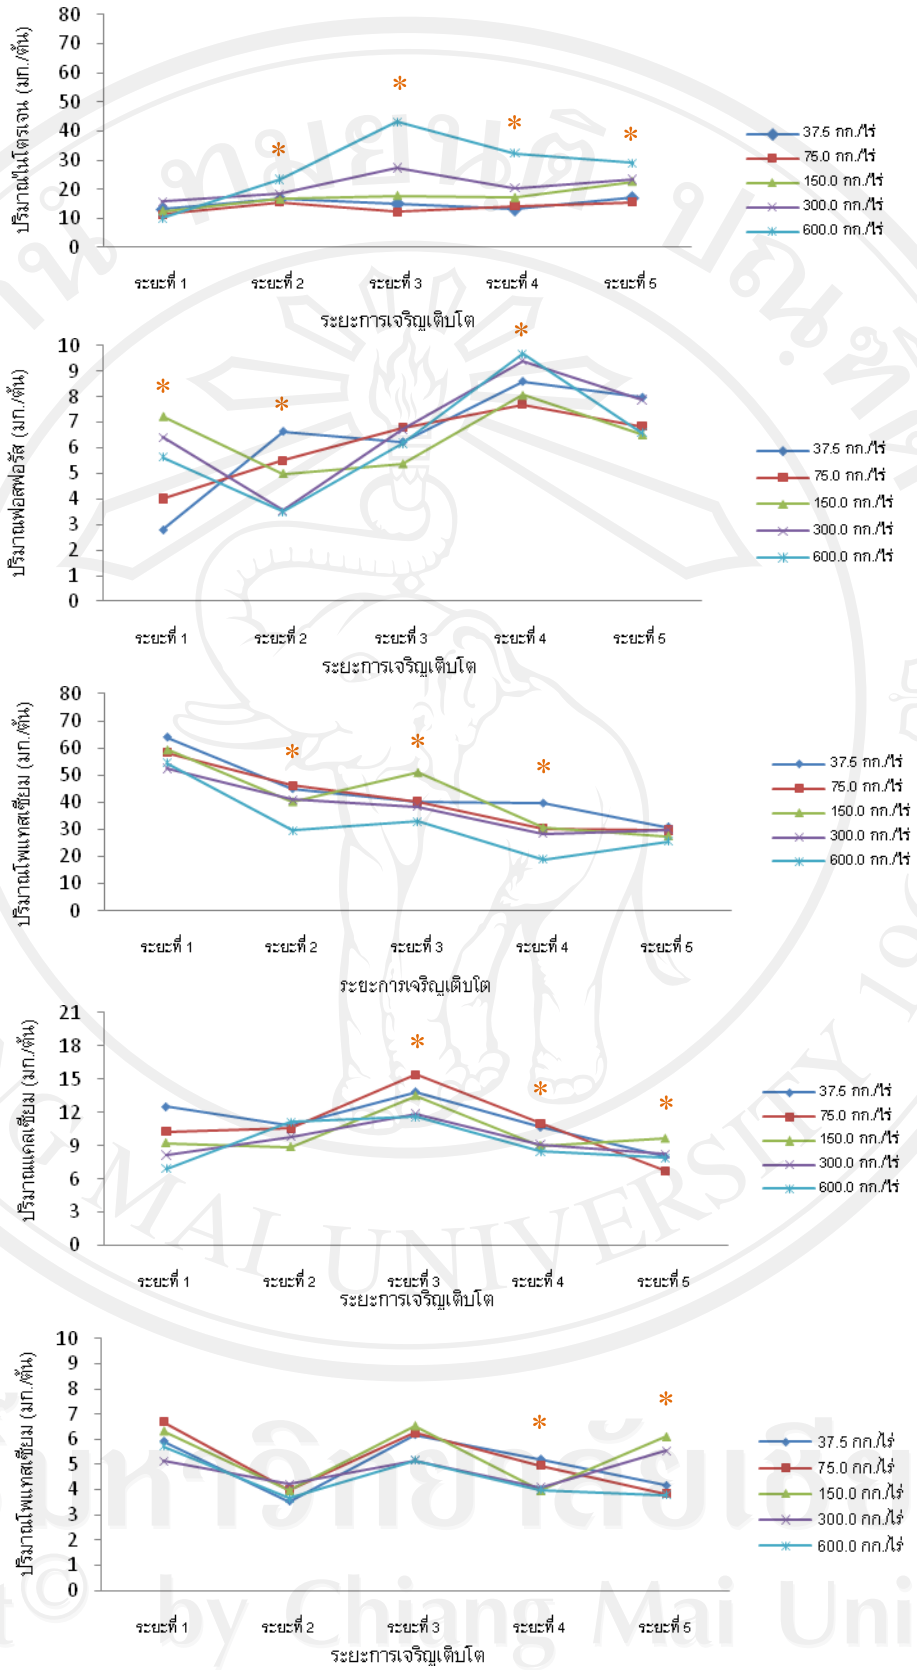 ปริมาณไนโตรเจน (มก./ต้น)
80
70
60
50
40
30
20
10
0
* * * *
37.5 กก./ไร่
75.0 กก./ไร่
150.0 กก./ไร่
300.0 กก./ไร่
600.0 กก./ไร่
ระยะที่ 1 ระยะที่ 2 ระยะที่ 3 ระยะที่ 4 ระยะที่ 5
ระยะการเจริญเติบโต
ปริมาณฟอสฟอรัส (มก./ต้น)
10
9
8
7
6
5
4
3
2
1
0
* * *
37.5 กก./ไร่
75.0 กก./ไร่
150.0 กก./ไร่
300.0 กก./ไร่
600.0 กก./ไร่
ระยะที่ 1 ระยะที่ 2 ระยะที่ 3 ระยะที่ 4 ระยะที่ 5
ระยะการเจริญเติบโต
ปริมาณโพแทสเซียม (มก./ต้น)
80
70
60
50
40
30
20
10
0
* * *
37.5 กก./ไร่
75.0 กก./ไร่
150.0 กก./ไร่
300.0 กก./ไร่
600.0 กก./ไร่
ระยะที่ 1 ระยะที่ 2 ระยะที่ 3 ระยะที่ 4 ระยะที่ 5
ระยะการเจริญเติบโต
ปริมาณแคลเซียม (มก./ต้น)
21
18
15
12
9
6
3
0
* * *
37.5 กก./ไร่
75.0 กก./ไร่
150.0 กก./ไร่
300.0 กก./ไร่
600.0 กก./ไร่
ระยะที่ 1 ระยะที่ 2 ระยะที่ 3 ระยะที่ 4 ระยะที่ 5
ระยะการเจริญเติบโต
ปริมาณโพแทสเซียม (มก./ต้น)
10
9
8
7
6
5
4
3
2
1
0
* *
37.5 กก./ไร่
75.0 กก./ไร่
150.0 กก./ไร่
300.0 กก./ไร่
600.0 กก./ไร่
ระยะที่ 1 ระยะที่ 2 ระยะที่ 3 ระยะที่ 4 ระยะที่ 5
ระยะการเจริญเติบโต
MAI UNIVERSITY
© by Chiang Mai Uni